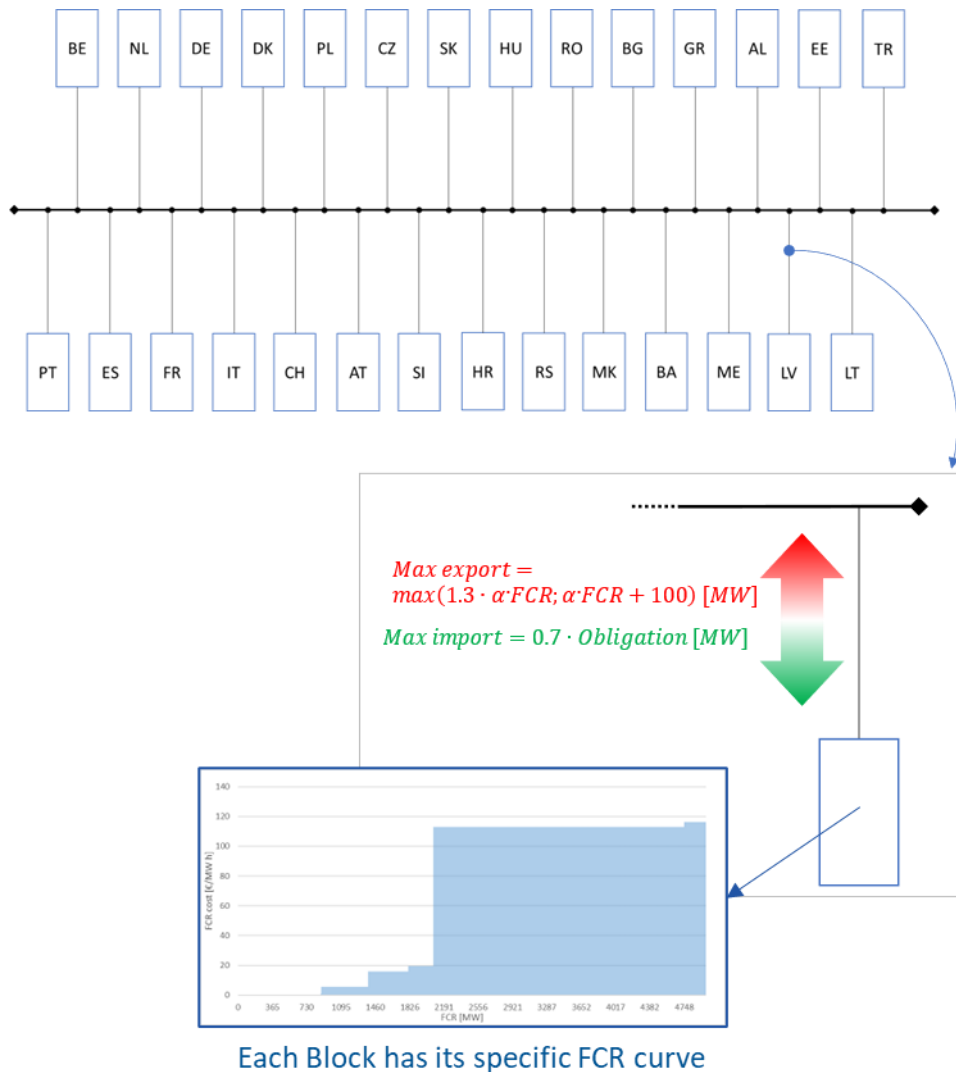 BE NL DE DK PL CZ SK HU RO BG GR AL EE TR
PT ES FR IT CH AT SI HR RS MK BA ME LV LT
Max export =
max(1.3 · α·FCR; α·FCR + 100) [MW]
Max import = 0.7 · Obligation [MW]
140
120
100
80
60
40
20
0
FCR cost [€/MW h]
0 365 730 1095 1460 1826 2191 2556 2921 3287 3652 4017 4382 4748
FCR [MW]
Each Block has its specific FCR curve